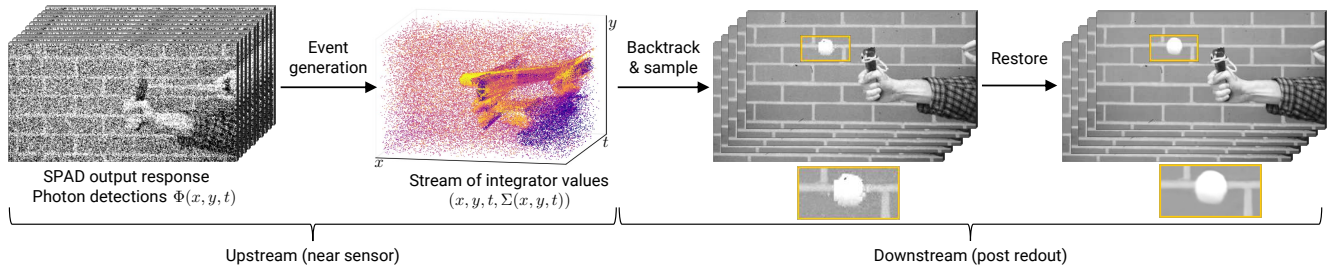 Event
generation
Backtrack
& sample
Restore
y
x
t
SPAD output response
Photon detections Φ(x, y, t)
Stream of integrator values
(x, y, t, Σ(x, y, t))
Upstream (near sensor)
Downstream (post redout)